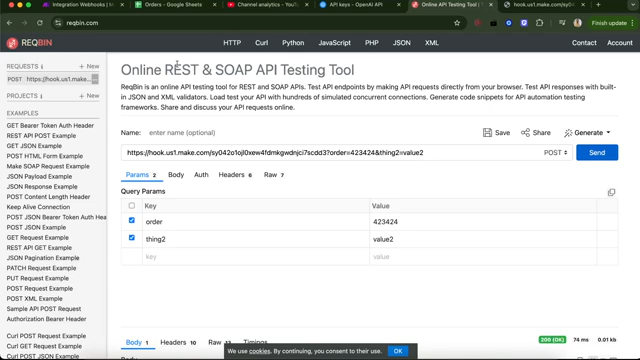 Integration Webhooks | M
Orders - Google Sheets
Channel analytics - YouTu
API keys - OpenAI API
Online API Testing Tool
https://hook.us1.make.com/sy04
reqbin.com
Finish update
REQBIN
HTTP
Curl
Python
JavaScript
PHP
JSON
XML
Account
Contact
REQUESTS
+ New
POST https://hook.us1.make...
PROJECTS
+ New
EXAMPLES
GET Bearer Token Auth Header
REST API POST Example
GET JSON Example
POST HTML Form Example
Make SOAP Request Example
JSON Payload Example
JSON Response Example
POST Content Length Header
Keep Alive Connection
POST JSON Bearer Token Auth Hea
POST JSON Example
GET Request Example
REST API GET Example
JSON Pagination Example
PATCH Request Example
PUT Request Example
POST Request Example
POST XML Example
Sample API POST Request
Authorization Bearer Header
Curl POST Request Example
Curl POST JSON Example
Online REST & SOAP API Testing Tool
ReqBin is an online API testing tool for REST and SOAP APIs. Test API endpoints by making API requests directly from your browser. Test API responses with built-
in JSON and XML validators. Load test your API with hundreds of simulated concurrent connections. Generate code snippets for API automation testing
frameworks. Share and discuss your API requests online.
Name: enter name (optional)
Save
Share
Generate
https://hook.us1.make.com/sy042o1ojl0xew4fdmkgwdnjci7scdd3?order=423424&thing2=value2
POST
Send
Params 2
Body
Auth
Headers 6
Raw 7
Query Params
Key
Value
order
423424
thing2
value2
key
value
Body 1
Headers 10
Raw
Timings
200 (OK)
74 ms
0.01 kb
We use cookies. By continuing, you consent to their use.
OK